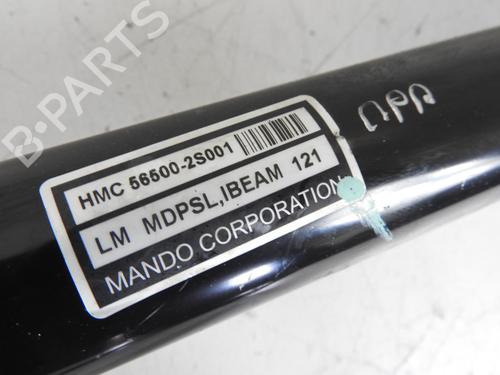 B-PARTS
HMC 56500-2S001
LM MDPSL,IBEAM 121
MANDO CORPORATION